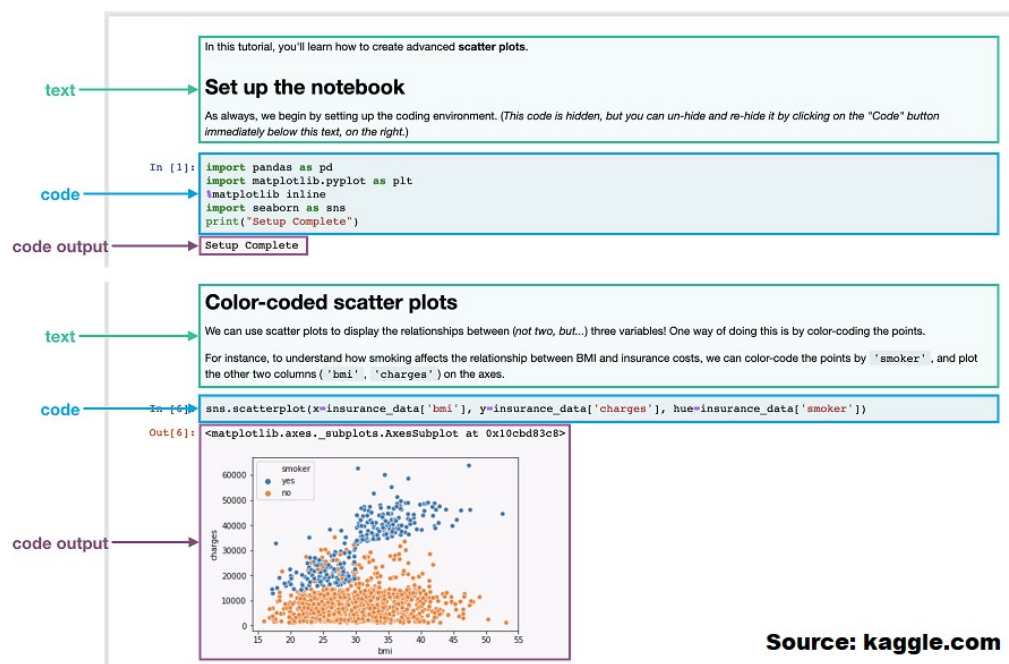 In this tutorial, you'll learn how to create advanced scatter plots.
text
Set up the notebook
As always, we begin by setting up the coding environment. (This code is hidden, but you can un-hide and re-hide it by clicking on the "Code" button
immediately below this text, on the right.)
In [1]:
import pandas as pd
import matplotlib.pyplot as plt
%matplotlib inline
import seaborn as sns
print("Setup Complete")
code
code output
Setup Complete
Color-coded scatter plots
text
We can use scatter plots to display the relationships between (not two, but...) three variables! One way of doing this is by color-coding the points.
For instance, to understand how smoking affects the relationship between BMI and insurance costs, we can color-code the points by 'smoker', and plot
the other two columns ('bmi', 'charges') on the axes.
code
In [6]: sns.scatterplot(x=insurance_data['bmi'], y=insurance_data['charges'], hue=insurance_data['smoker'])
Out[6]: <matplotlib.axes._subplots.AxesSubplot at 0x10cbd83c8>
code output
smoker
yes
no
60000
50000
40000
30000
20000
10000
0
charges
15 20 25 30 35 40 45 50 55
bmi
Source: kaggle.com